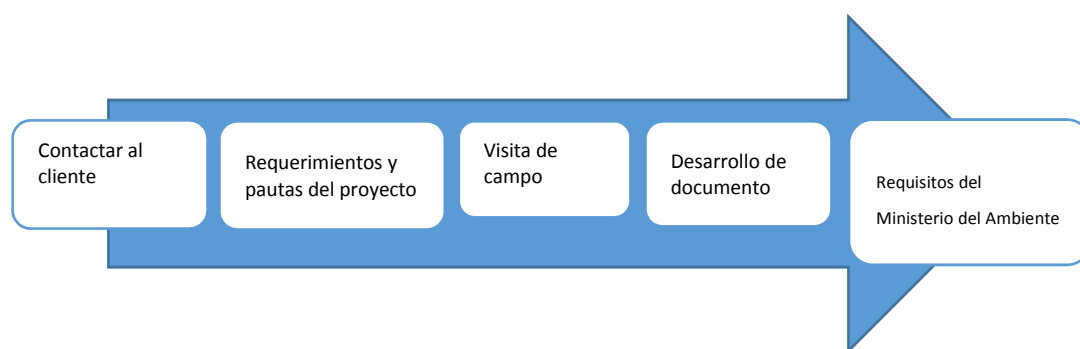 Contactar al
cliente
Requerimientos y
pautas del proyecto
Visita de
campo
Desarrollo de
documento
Requisitos del
Ministerio del Ambiente